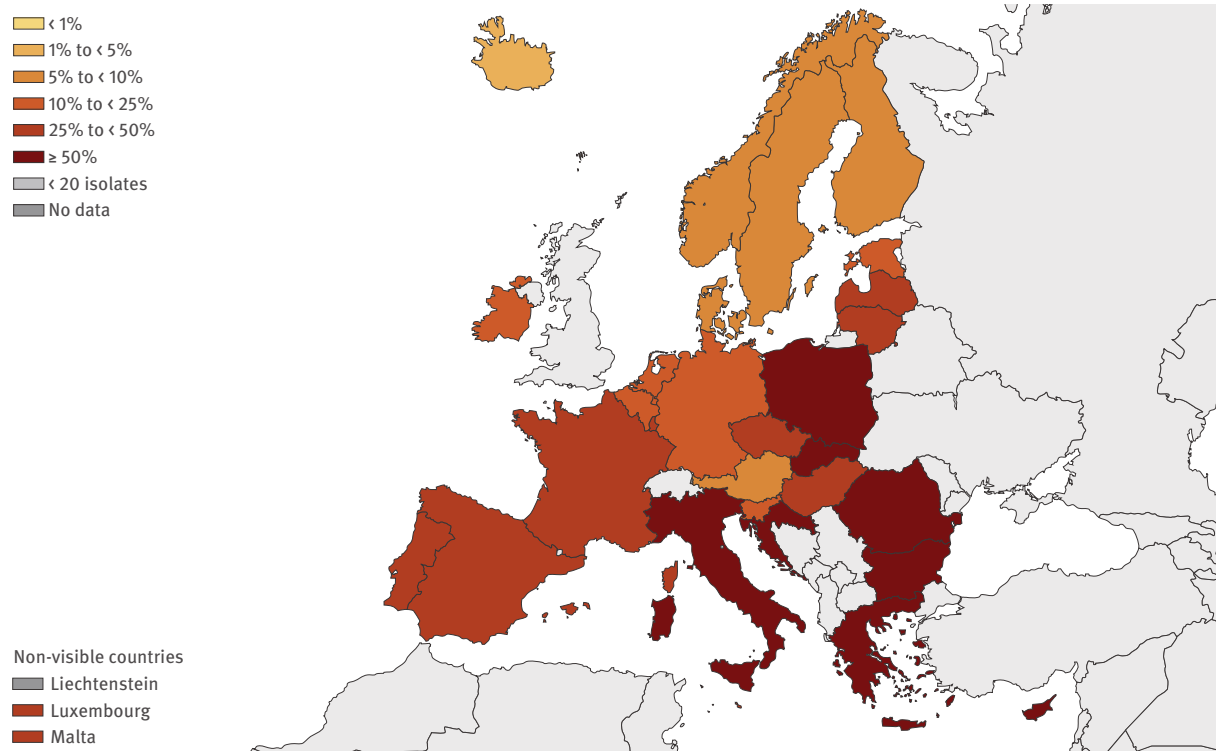 < 1%
1% to < 5%
5% to < 10%
10% to < 25%
25% to < 50%
≥ 50%
< 20 isolates
No data
Non-visible countries
Liechtenstein
Luxembourg
Malta